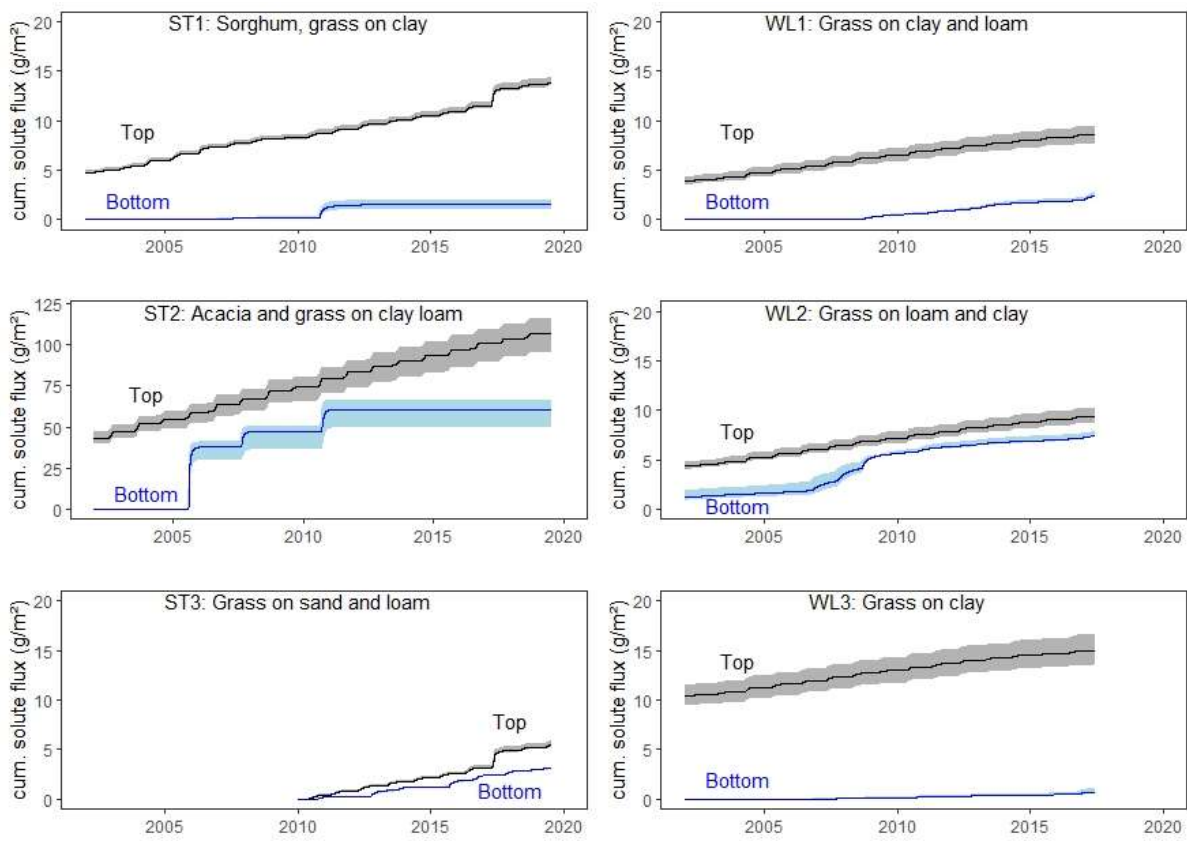 ST1: Sorghum, grass on clay
cum. solute flux (g/m²)
20
15
10
5
0
Top
Bottom
2005 2010 2015 2020
WL1: Grass on clay and loam
cum. solute flux (g/m²)
20
15
10
5
0
Top
Bottom
2005 2010 2015 2020
ST2: Acacia and grass on clay loam
cum. solute flux (g/m²)
125
100
75
50
25
0
Top
Bottom
2005 2010 2015 2020
WL2: Grass on loam and clay
cum. solute flux (g/m²)
20
15
10
5
0
Top
Bottom
2005 2010 2015 2020
ST3: Grass on sand and loam
cum. solute flux (g/m²)
20
15
10
5
0
Top
Bottom
2005 2010 2015 2020
WL3: Grass on clay
cum. solute flux (g/m²)
20
15
10
5
0
Top
Bottom
2005 2010 2015 2020